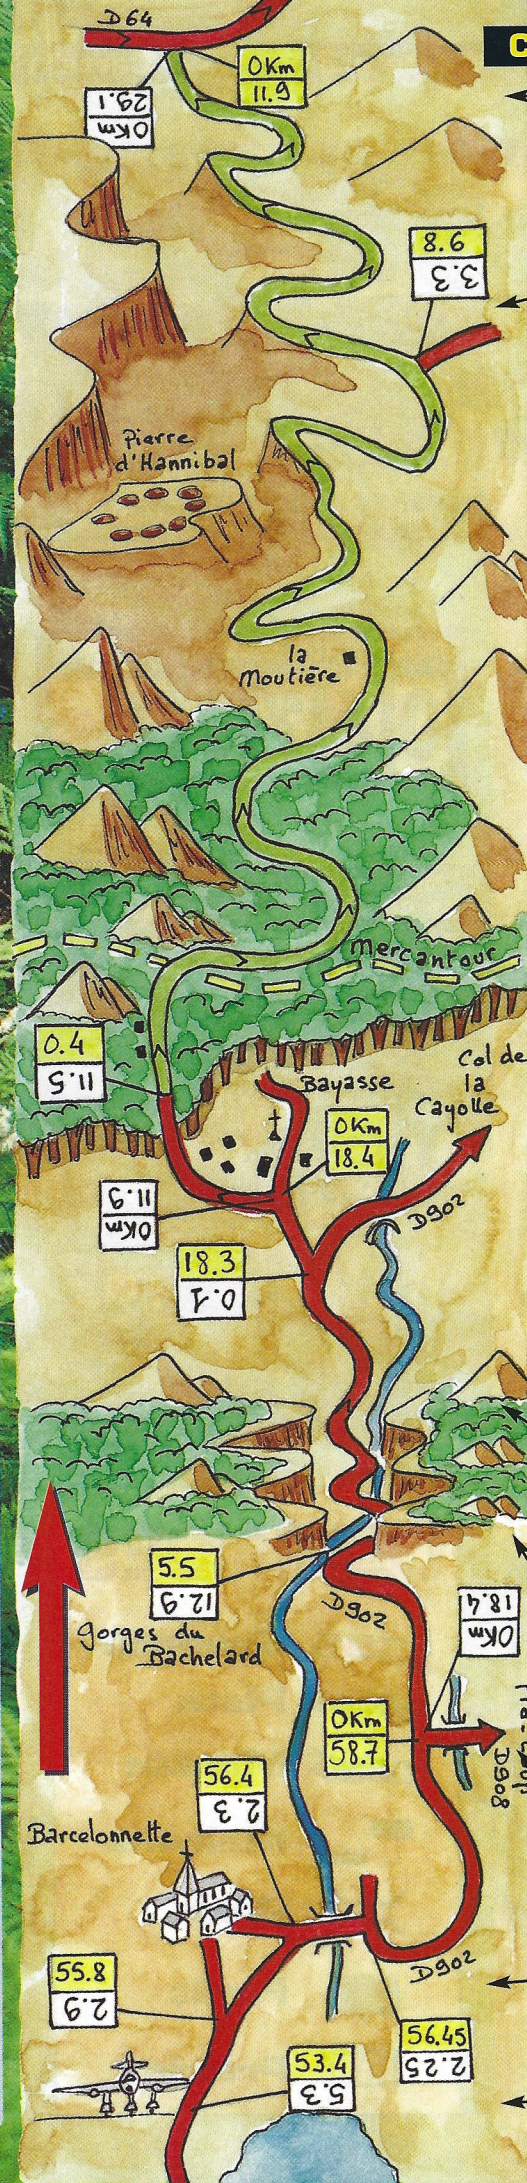 D64
C
0Km
11.9
29.1
0Km
8.6
3.3
Pierre
d'Hannibal
la
Moutière
Mercantour
0.4
11.5
Bayasse
Col de
la
Cayolle
0Km
18.4
11.9
0Km
D902
18.3
0.1
5.5
12.9
D902
18.4
0Km
Gorges du
Bachelard
0Km
58.7
D908
56.4
2.3
Barcelonnette
D902
55.8
2.9
56.45
2.25
53.4
5.3